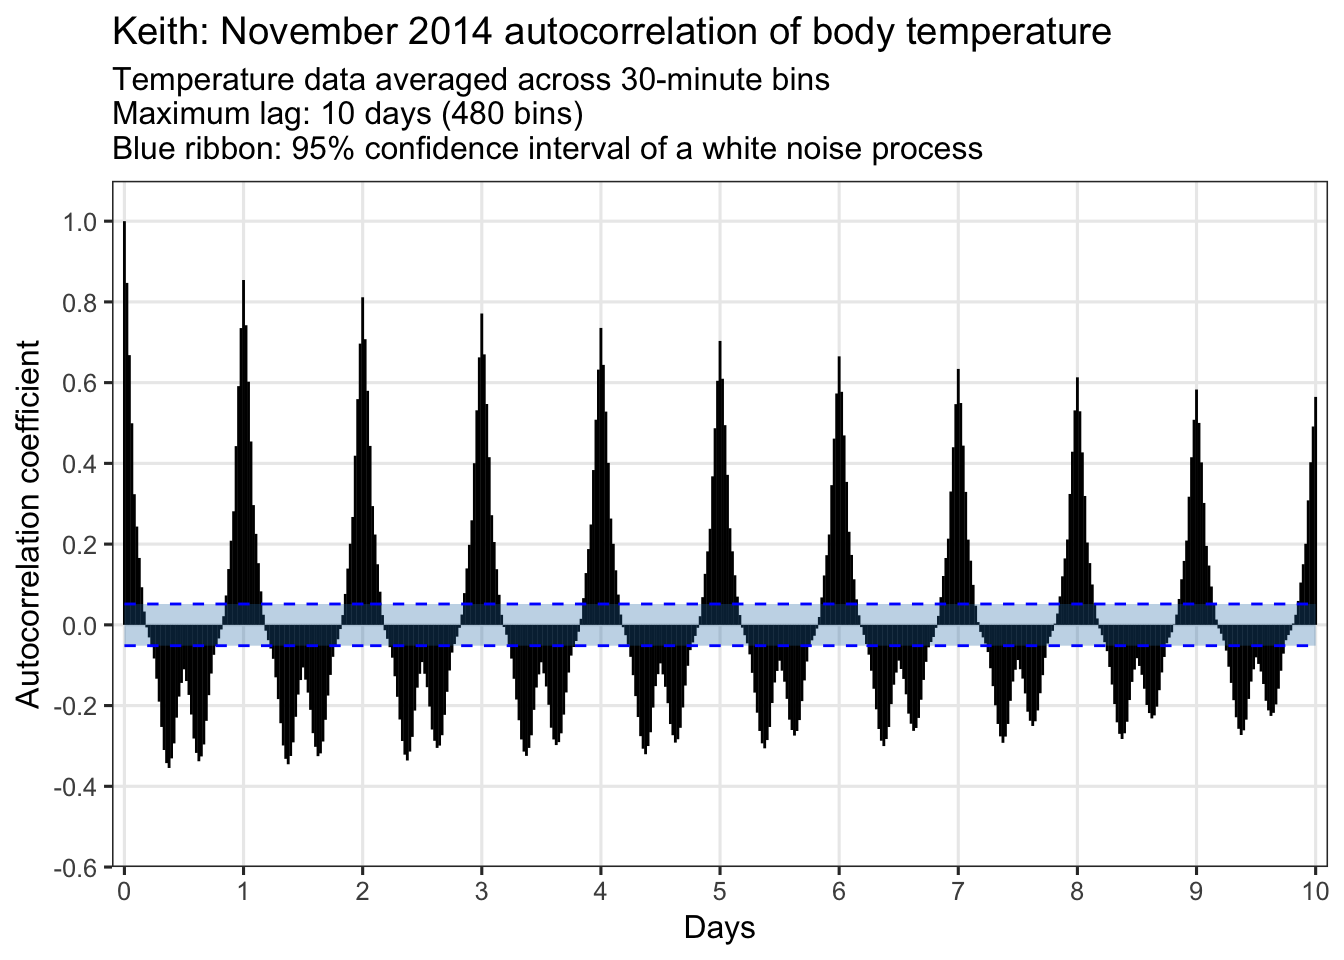 Keith: November 2014 autocorrelation of body temperature
Temperature data averaged across 30-minute bins
Maximum lag: 10 days (480 bins)
Blue ribbon: 95% confidence interval of a white noise process
Autocorrelation coefficient
1.0
0.8
0.6
0.4
0.2
0.0
-0.2
-0.4
-0.6
0 1 2 3 4 5 6 7 8 9 10
Days